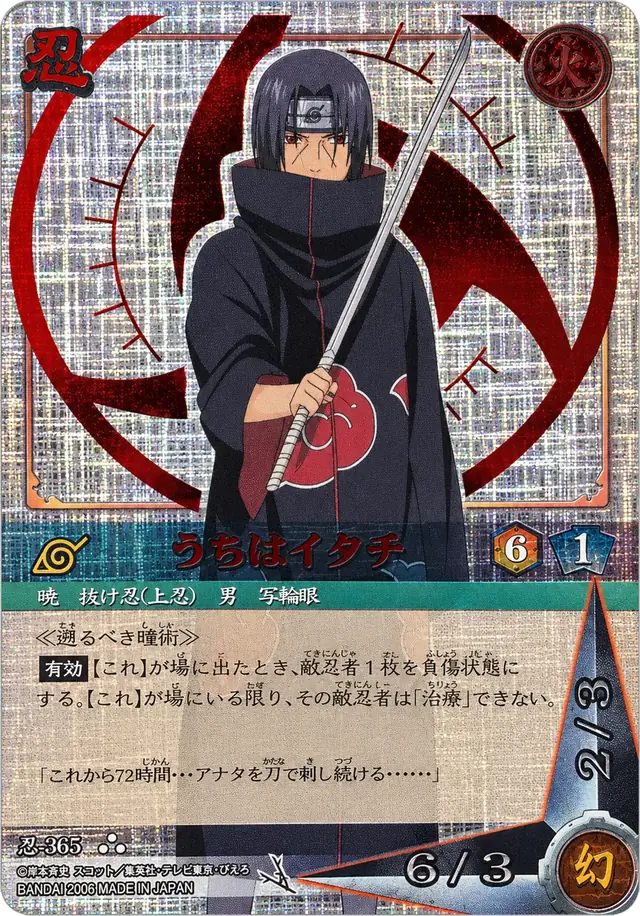 忍
火
うちはイタチ
6
1
暁 抜け忍(上忍) 男 写輪眼
≪遡るべき瞳術≫
有効【これ】が場に出たとき、敵忍者1枚を負傷状態に
する。【これ】が場にいる限り、その敵忍者は「治療」できない。
「これから72時間…アナタを刀で刺し続ける……」
2/3
忍-365
©岸本斉史 スコット/集英社・テレビ東京・ぴえろ
BANDAI 2006 MADE IN JAPAN
6/3
幻